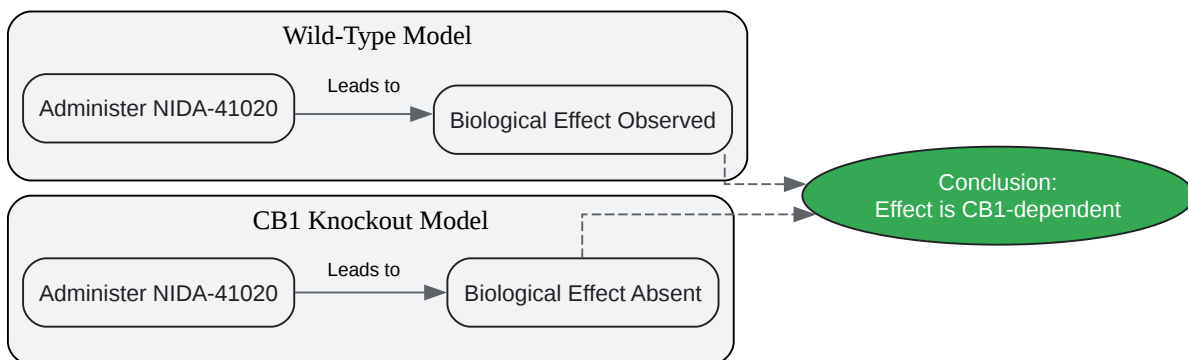 Wild-Type Model
Leads to
Administer NIDA-41020
Biological Effect Observed
Conclusion:
Effect is CB1-dependent
CB1 Knockout Model
Leads to
Administer NIDA-41020
Biological Effect Absent